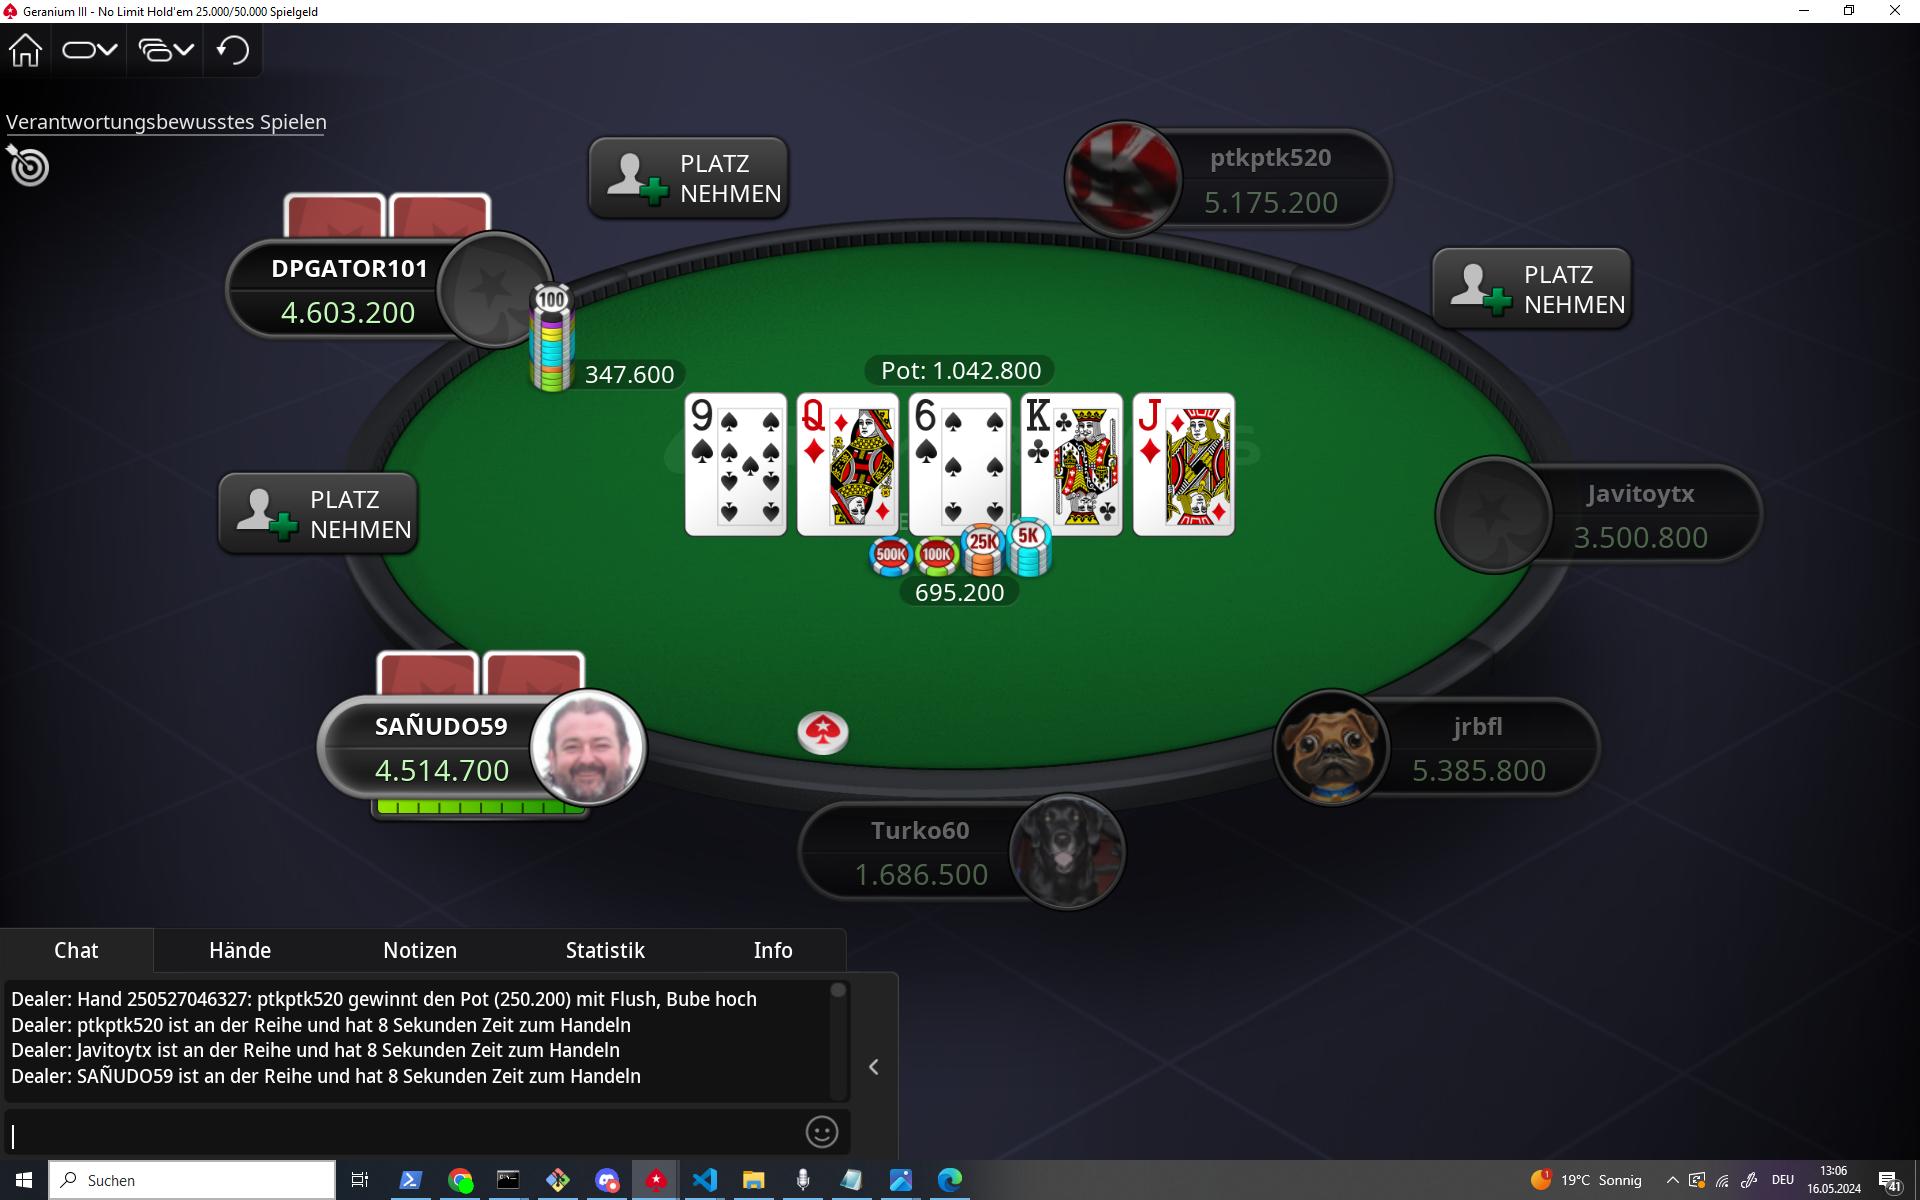 Geranium III - No Limit Hold'em 25.000/50.000 Spielgeld
Verantwortungsbewusstes Spielen
PLATZ
NEHMEN
ptkptk520
5.175.200
DPGATOR101
4.603.200
PLATZ
NEHMEN
100
347.600
Pot: 1.042.800
9
Q
6
K
J
PLATZ
NEHMEN
Javitoytx
3.500.800
500K
100K
25K
5K
695.200
SAÑUDO59
4.514.700
jrbfl
5.385.800
Turko60
1.686.500
Chat
Hände
Notizen
Statistik
Info
Dealer: Hand 250527046327: ptkptk520 gewinnt den Pot (250.200) mit Flush, Bube hoch
Dealer: ptkptk520 ist an der Reihe und hat 8 Sekunden Zeit zum Handeln
Dealer: Javitoytx ist an der Reihe und hat 8 Sekunden Zeit zum Handeln
Dealer: SAÑUDO59 ist an der Reihe und hat 8 Sekunden Zeit zum Handeln
Suchen
1
19°C Sonnig
DEU
13:06
16.05.2024
41